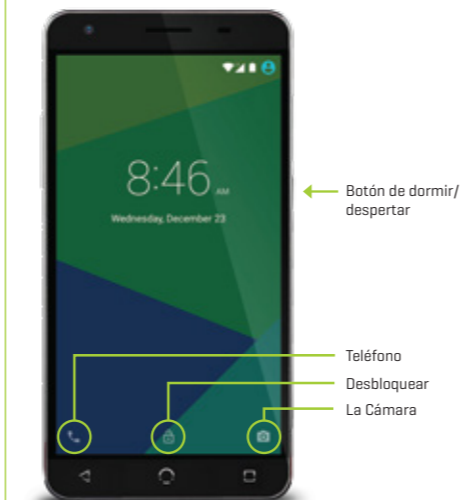 8:46 AM
Wednesday, December 23
Botón de dormir/
despertar
Teléfono
Desbloquear
La Cámara